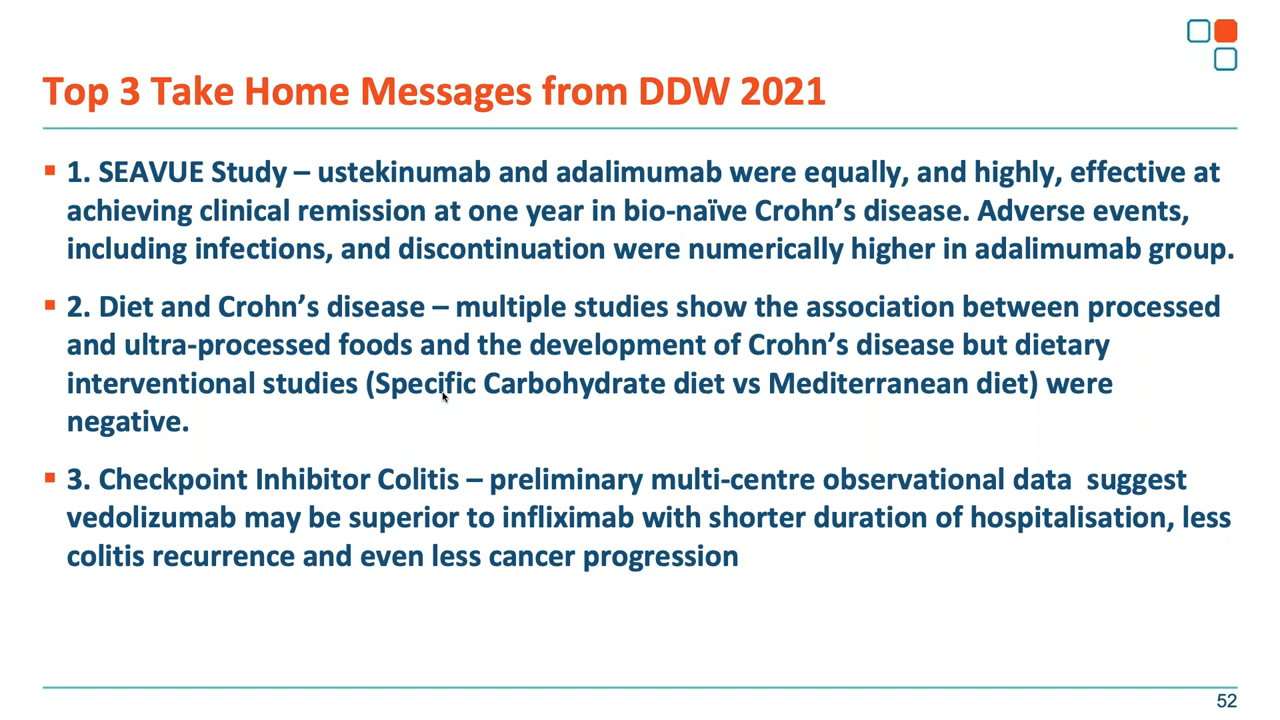 Top 3 Take Home Messages from DDW 2021
1. SEAVUE Study – ustekinumab and adalimumab were equally, and highly, effective at
achieving clinical remission at one year in bio-naïve Crohn's disease. Adverse events,
including infections, and discontinuation were numerically higher in adalimumab group.
2. Diet and Crohn's disease – multiple studies show the association between processed
and ultra-processed foods and the development of Crohn's disease but dietary
interventional studies (Specific Carbohydrate diet vs Mediterranean diet) were
negative.
3. Checkpoint Inhibitor Colitis – preliminary multi-centre observational data  suggest
vedolizumab may be superior to infliximab with shorter duration of hospitalisation, less
colitis recurrence and even less cancer progression
52